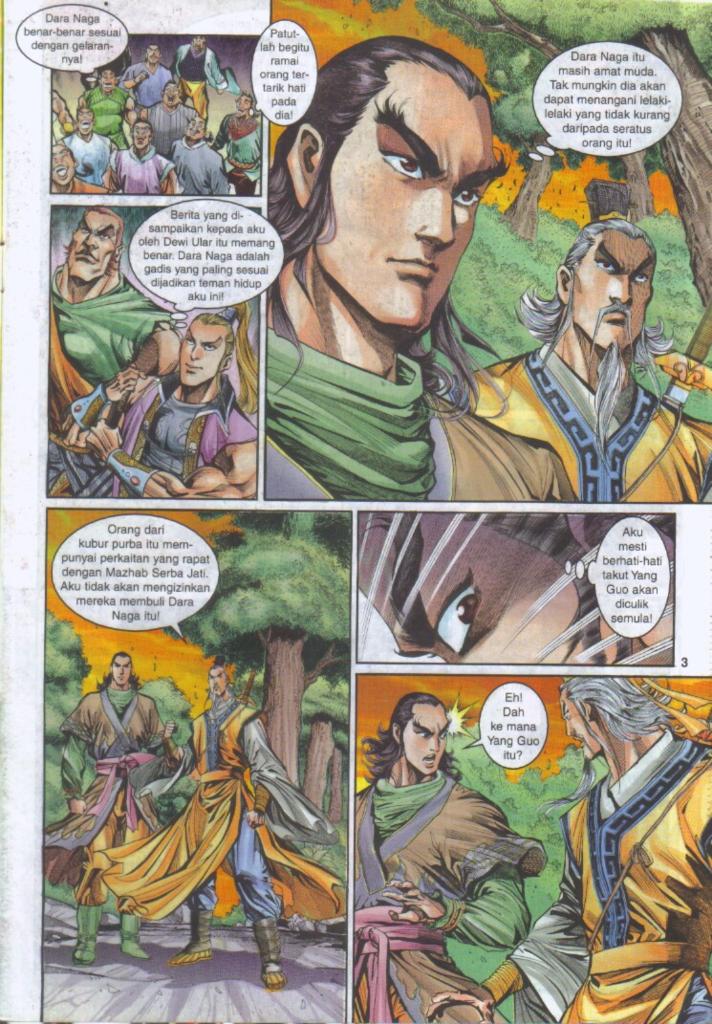 Dara Naga
benar-benar sesuai
dengan gelaran-
nya!
Patut-
lah begitu
ramai
orang ter-
tarik hati
pada
dia!
Dara Naga itu
masih amat muda.
Tak mungkin dia akan
dapat menangani lelaki-
lelaki yang tidak kurang
daripada seratus
orang itu!
Berita yang di-
sampaikan kepada aku
oleh Dewi Ular itu memang
benar. Dara Naga adalah
gadis yang paling sesuai
dijadikan teman hidup
aku ini!
Orang dari
kubur purba itu mem-
punyai perkaitan yang rapat
dengan Mazhab Serba Jati.
Aku tidak akan mengizinkan
mereka membuli Dara
Naga itu!
Aku
mesti
berhati-hati
takut Yang
Guo akan
diculik
semula!
3
Eh!
Dah
ke mana
Yang Guo
itu?